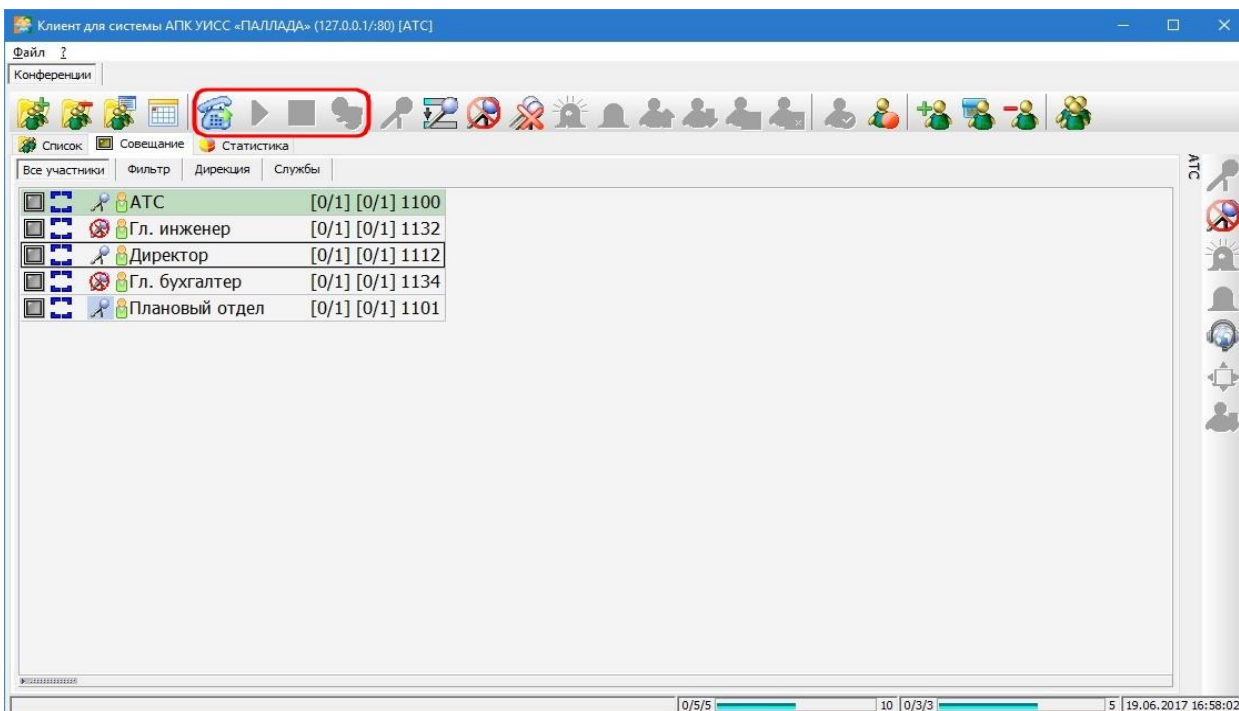 Клиент для системы АПК УИСС «ПАЛЛАДА» (127.0.0.1/:80) [АТС]
Файл ?
Конференции
Список Совещание Статистика
Все участники Фильтр Дирекция Службы
АТС [0/1] [0/1] 1100
Гл. инженер [0/1] [0/1] 1132
Директор [0/1] [0/1] 1112
Гл. бухгалтер [0/1] [0/1] 1134
Плановый отдел [0/1] [0/1] 1101
АТС
0/5/5 10 0/3/3 5 19.06.2017 16:58:02